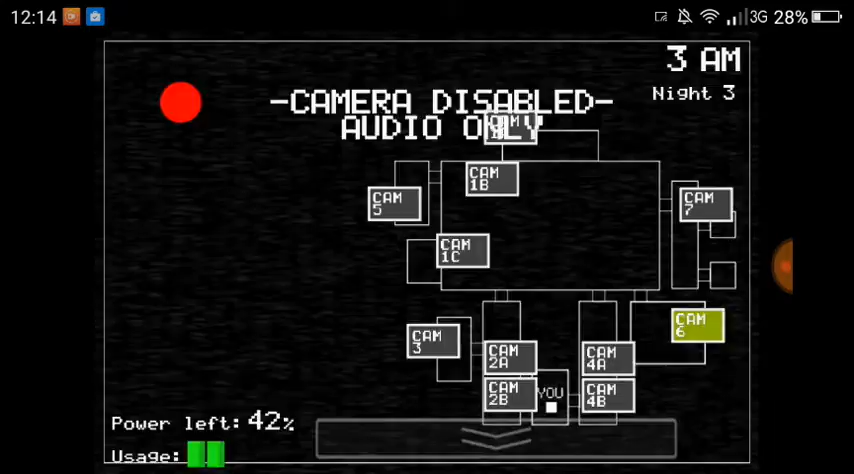 12:14
3G 28%
3 AM
Night 3
-CAMERA DISABLED-
AUDIO ONLY
CAM
CAM
1B
CAM
5
CAM
7
CAM
1C
CAM
6
CAM
3
CAM
2A
CAM
4A
CAM
2B
YOU
CAM
4B
Power left: 42%
Usage: